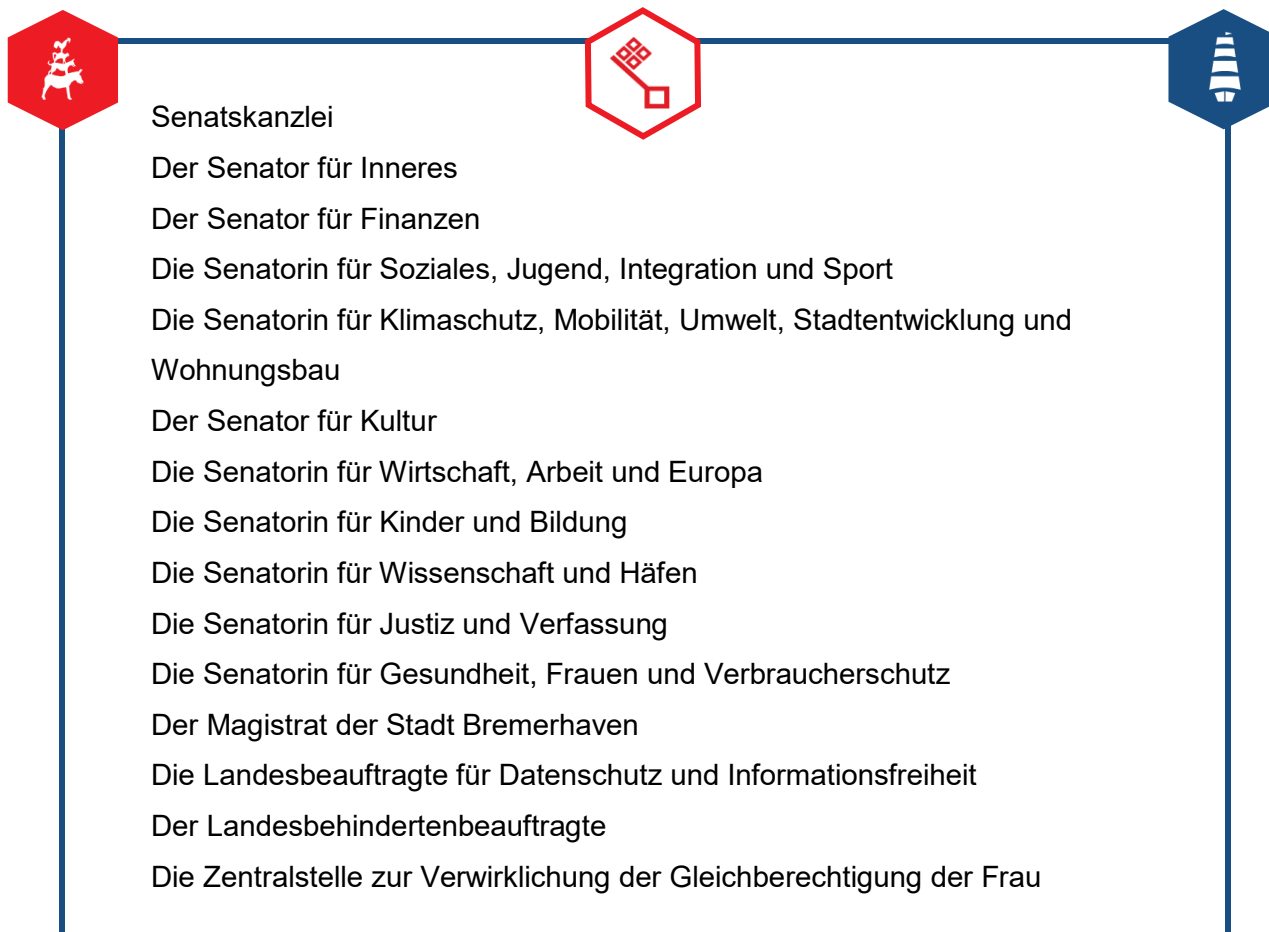 Senatskanzlei
Der Senator für Inneres
Der Senator für Finanzen
Die Senatorin für Soziales, Jugend, Integration und Sport
Die Senatorin für Klimaschutz, Mobilität, Umwelt, Stadtentwicklung und
Wohnungsbau
Der Senator für Kultur
Die Senatorin für Wirtschaft, Arbeit und Europa
Die Senatorin für Kinder und Bildung
Die Senatorin für Wissenschaft und Häfen
Die Senatorin für Justiz und Verfassung
Die Senatorin für Gesundheit, Frauen und Verbraucherschutz
Der Magistrat der Stadt Bremerhaven
Die Landesbeauftragte für Datenschutz und Informationsfreiheit
Der Landesbehindertenbeauftragte
Die Zentralstelle zur Verwirklichung der Gleichberechtigung der Frau